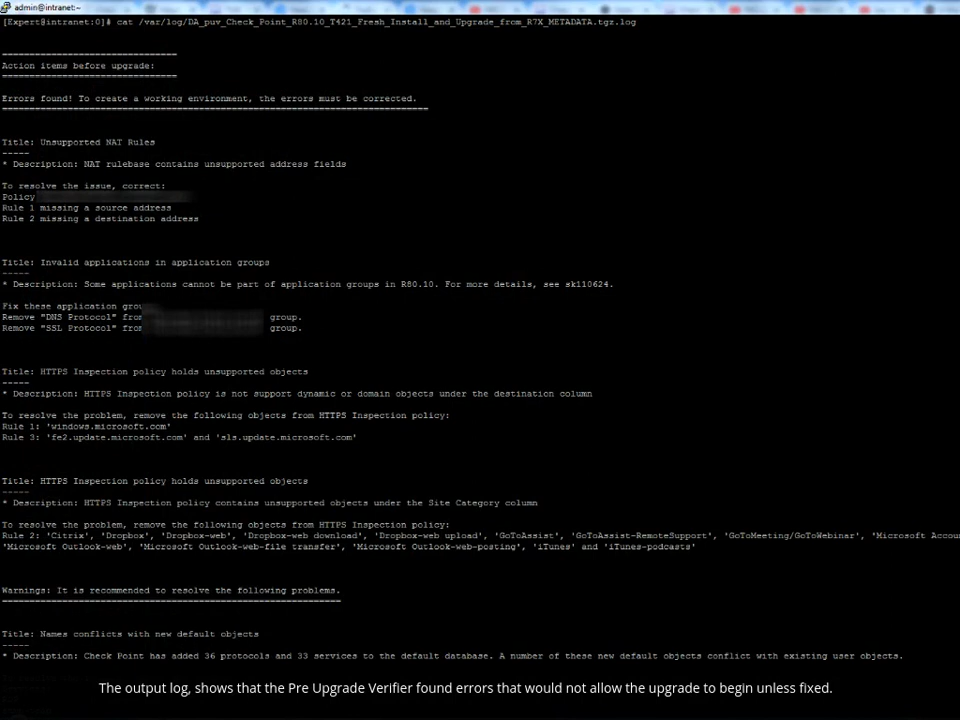 admin@intranet:~
[Expert@intranet:0]# cat /var/log/DA_puv_Check_Point_R80.10_T421_Fresh_Install_and_Upgrade_from_R7X_METADATA.tgz.log
================================
Action items before upgrade:
================================
Errors found! To create a working environment, the errors must be corrected.
==============================================================================
Title: Unsupported NAT Rules
-----
* Description: NAT rulebase contains unsupported address fields
To resolve the issue, correct:
Policy
Rule 1 missing a source address
Rule 2 missing a destination address
Title: Invalid applications in application groups
-----
* Description: Some applications cannot be part of application groups in R80.10. For more details, see sk110624.
Fix these application grou
Remove "DNS Protocol" from group.
Remove "SSL Protocol" from group.
Title: HTTPS Inspection policy holds unsupported objects
-----
* Description: HTTPS Inspection policy is not support dynamic or domain objects under the destination column
To resolve the problem, remove the following objects from HTTPS Inspection policy:
Rule 1: 'windows.microsoft.com'
Rule 3: 'fe2.update.microsoft.com' and 'sls.update.microsoft.com'
Title: HTTPS Inspection policy holds unsupported objects
-----
* Description: HTTPS Inspection policy contains unsupported objects under the Site Category column
To resolve the problem, remove the following objects from HTTPS Inspection policy:
Rule 2: 'Citrix', 'Dropbox', 'Dropbox-web', 'Dropbox-web download', 'Dropbox-web upload', 'GoToAssist', 'GoToAssist-RemoteSupport', 'GoToMeeting/GoToWebinar', 'Microsoft Accou
'Microsoft Outlook-web', 'Microsoft Outlook-web-file transfer', 'Microsoft Outlook-web-posting', 'iTunes' and 'iTunes-podcasts'
Warnings: It is recommended to resolve the following problems.
==============================================================
Title: Names conflicts with new default objects
-----
* Description: Check Point has added 36 protocols and 33 services to the default database. A number of these new default objects conflict with existing user objects.
The output log, shows that the Pre Upgrade Verifier found errors that would not allow the upgrade to begin unless fixed.